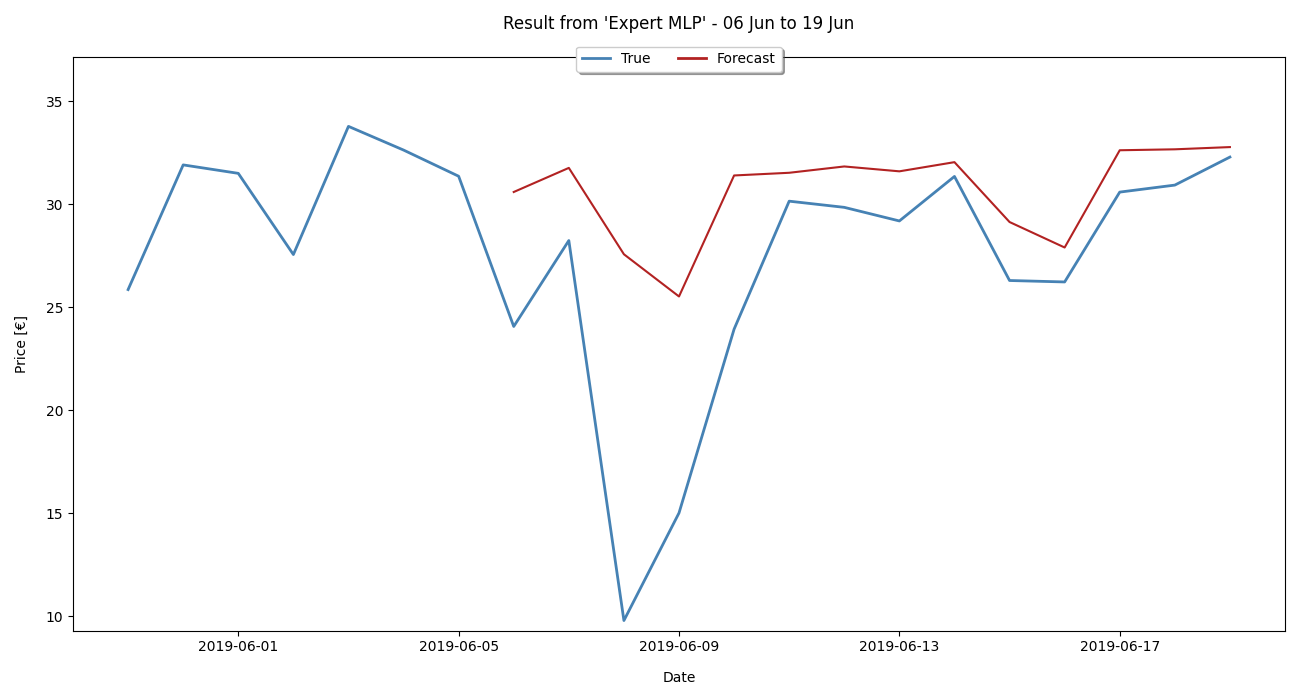 Result from 'Expert MLP' - 06 Jun to 19 Jun
True Forecast
35
30
25
20
15
10
Price [€]
2019-06-01 2019-06-05 2019-06-09 2019-06-13 2019-06-17
Date